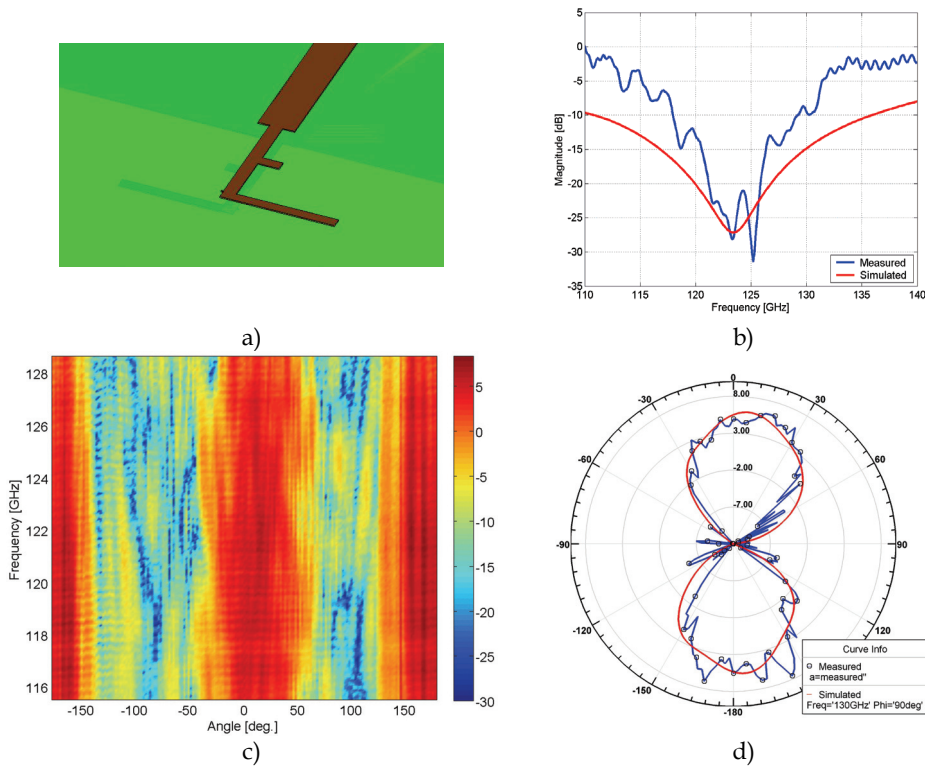 a)
5
0
-5
-10
-15
-20
-25
-30
-35
Magnitude [dB]
110 115 120 125 130 135 140
Frequency [GHz]
Measured
Simulated
b)
128
126
124
122
120
118
116
Frequency [GHz]
-150 -100 -50 0 50 100 150
Angle [deg.]
5
0
-5
-10
-15
-20
-25
-30
c)
0
-30 30
-60 60
-90 90
-120 120
-150
-180
8.00
3.00
-2.00
-7.00
Curve Info
Measured
a=measured"
Simulated
Freq='130GHz' Phi='90deg'
d)